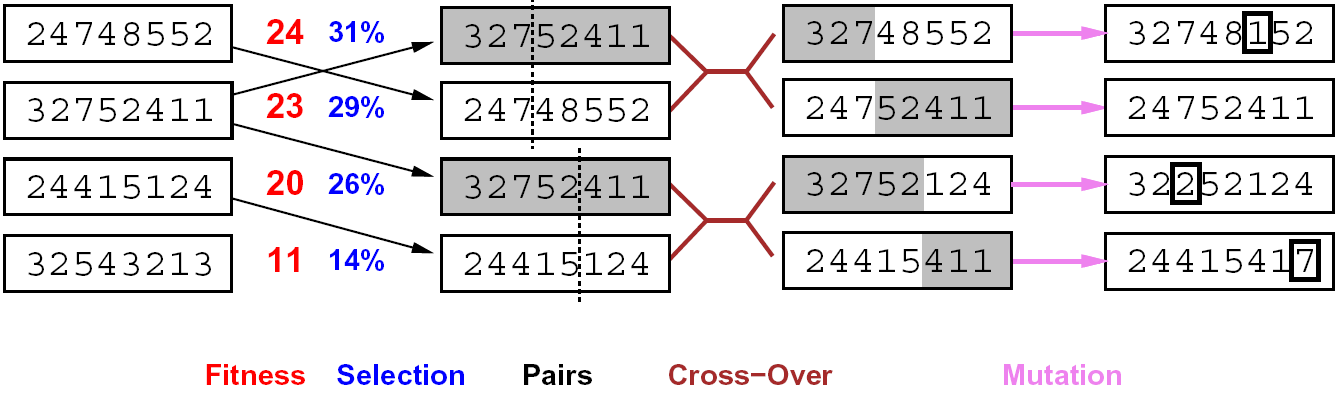 24748552 24 31% 32752411 32748552 32748152
32752411 23 29% 24748552 24752411 24752411
24415124 20 26% 32752411 32752124 32252124
32543213 11 14% 24415124 24415411 24415417
Fitness Selection Pairs Cross−Over Mutation